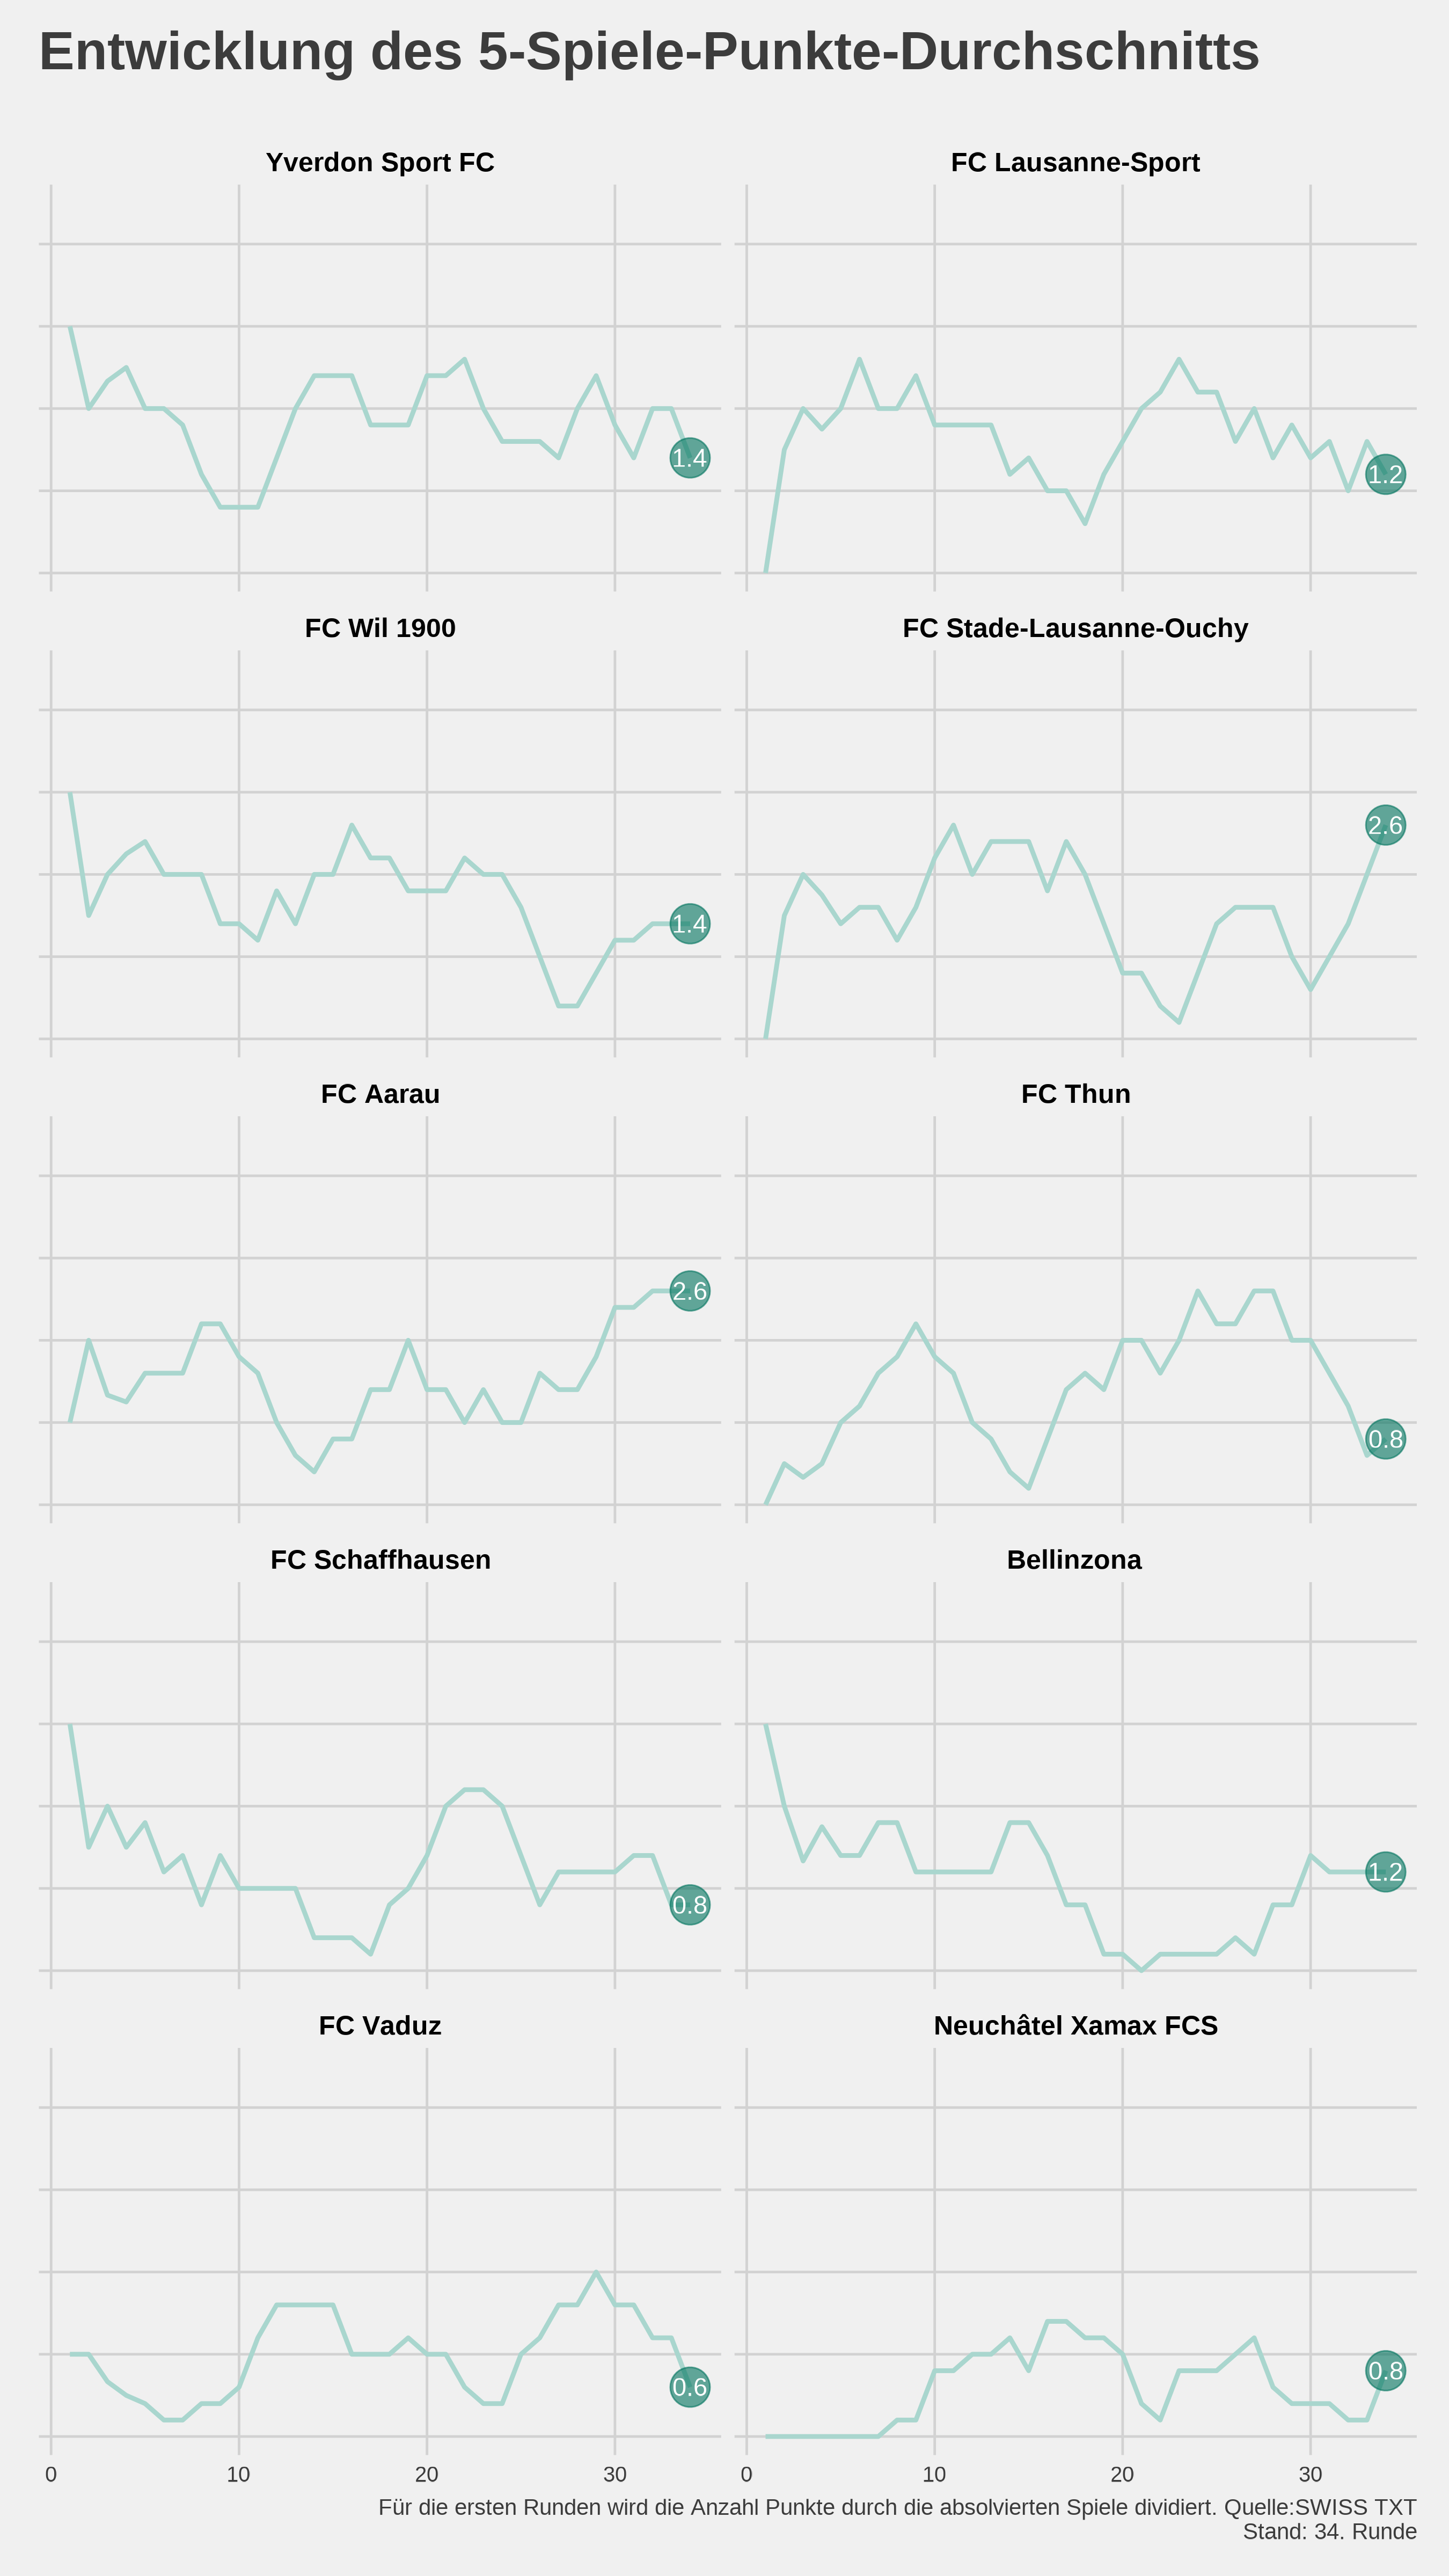 Entwicklung des 5-Spiele-Punkte-Durchschnitts
Yverdon Sport FC
FC Lausanne-Sport
1.4
1.2
FC Wil 1900
FC Stade-Lausanne-Ouchy
1.4
2.6
FC Aarau
FC Thun
2.6
0.8
FC Schaffhausen
Bellinzona
0.8
1.2
FC Vaduz
Neuchâtel Xamax FCS
0.6
0.8
0 10 20 30 0 10 20 30
Für die ersten Runden wird die Anzahl Punkte durch die absolvierten Spiele dividiert. Quelle:SWISS TXT
Stand: 34. Runde